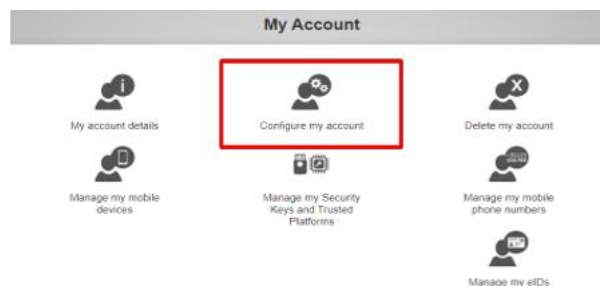 My Account
My account details
Configure my account
Delete my account
Manage my mobile
devices
Manage my Security
Keys and Trusted
Platforms
Manage my mobile
phone numbers
Manage my eIDs